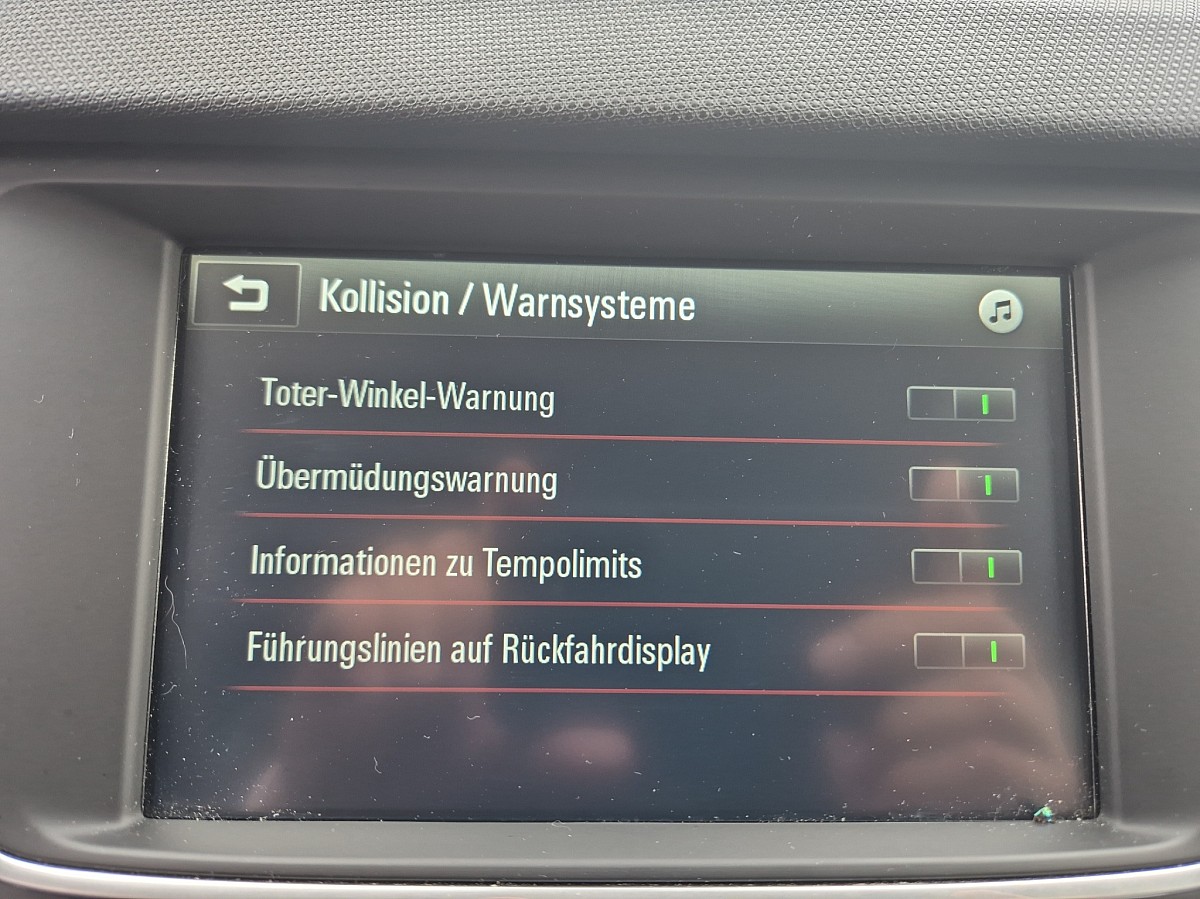 Kollision / Warnsysteme
Toter-Winkel-Warnung
Übermüdungswarnung
Informationen zu Tempolimits
Führungslinien auf Rückfahrdisplay